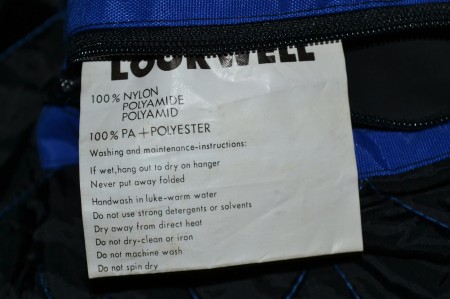 LOOKWELL
100% NYLON
POLYAMIDE
POLYAMID
100% PA+POLYESTER
Washing and maintenance-instructions:
If wet,hang out to dry on hanger
Never put away folded
Handwash in luke-warm water
Do not use strong detergents or solvents
Dry away from direct heat
Do not dry-clean or iron
Do not machine wash
Do not spin dry